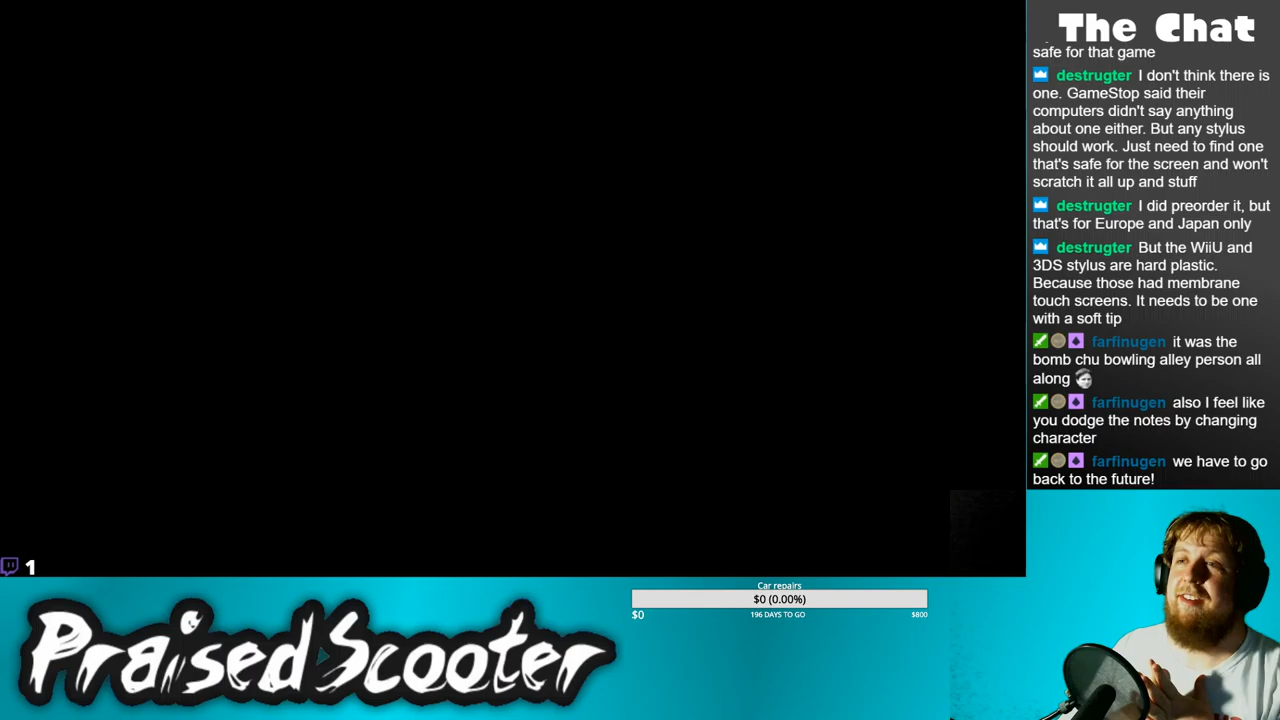 The Chat
safe for that game
destrugter I don't think there is
one. GameStop said their
computers didn't say anything
about one either. But any stylus
should work. Just need to find one
that's safe for the screen and won't
scratch it all up and stuff
destrugter I did preorder it, but
that's for Europe and Japan only
destrugter But the WiiU and
3DS stylus are hard plastic.
Because those had membrane
touch screens. It needs to be one
with a soft tip
farfinugen it was the
bomb chu bowling alley person all
along
farfinugen also I feel like
you dodge the notes by changing
character
farfinugen we have to go
back to the future!
1
Car repairs
$0 (0.00%)
$0 196 DAYS TO GO $800
PraisedScooter